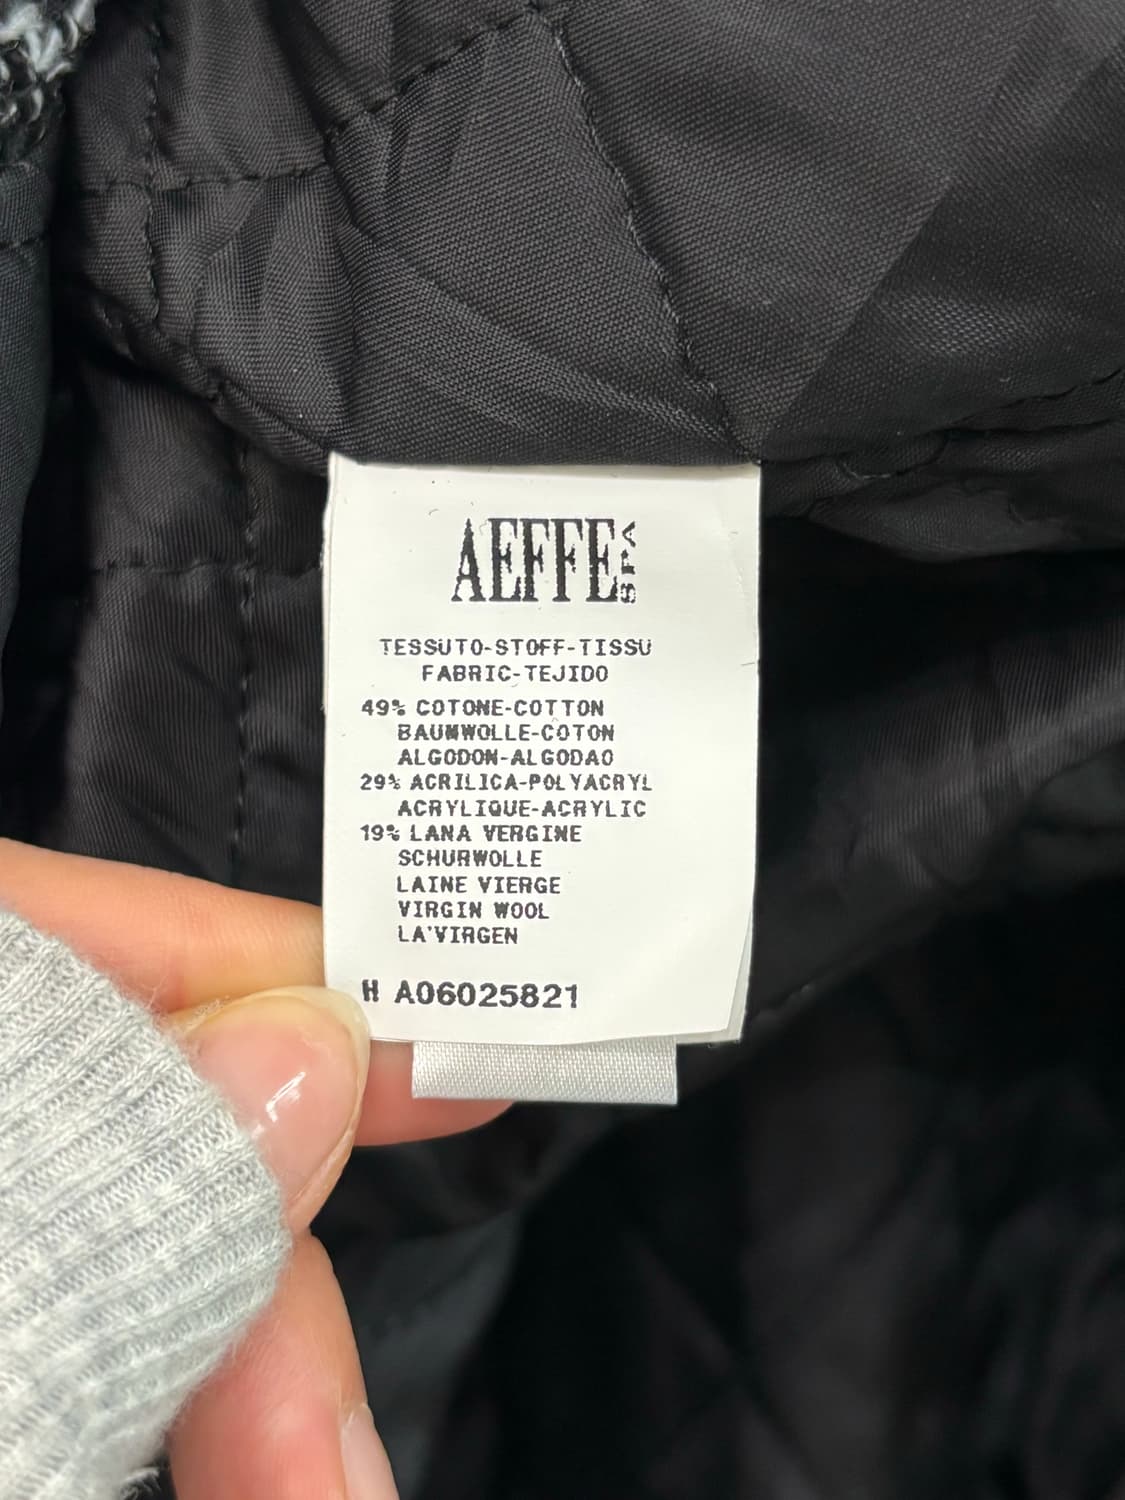 AEFFE SPA
TESSUTO-STOFF-TISSU
FABRIC-TEJIDO
49% COTONE-COTTON
BAUMWOLLE-COTON
ALGODON-ALGODAO
29% ACRILICA-POLYACRYL
ACRYLIQUE-ACRYLIC
19% LANA VERGINE
SCHURWOLLE
LAINE VIERGE
VIRGIN WOOL
LA'VIRGEN
H A06025821